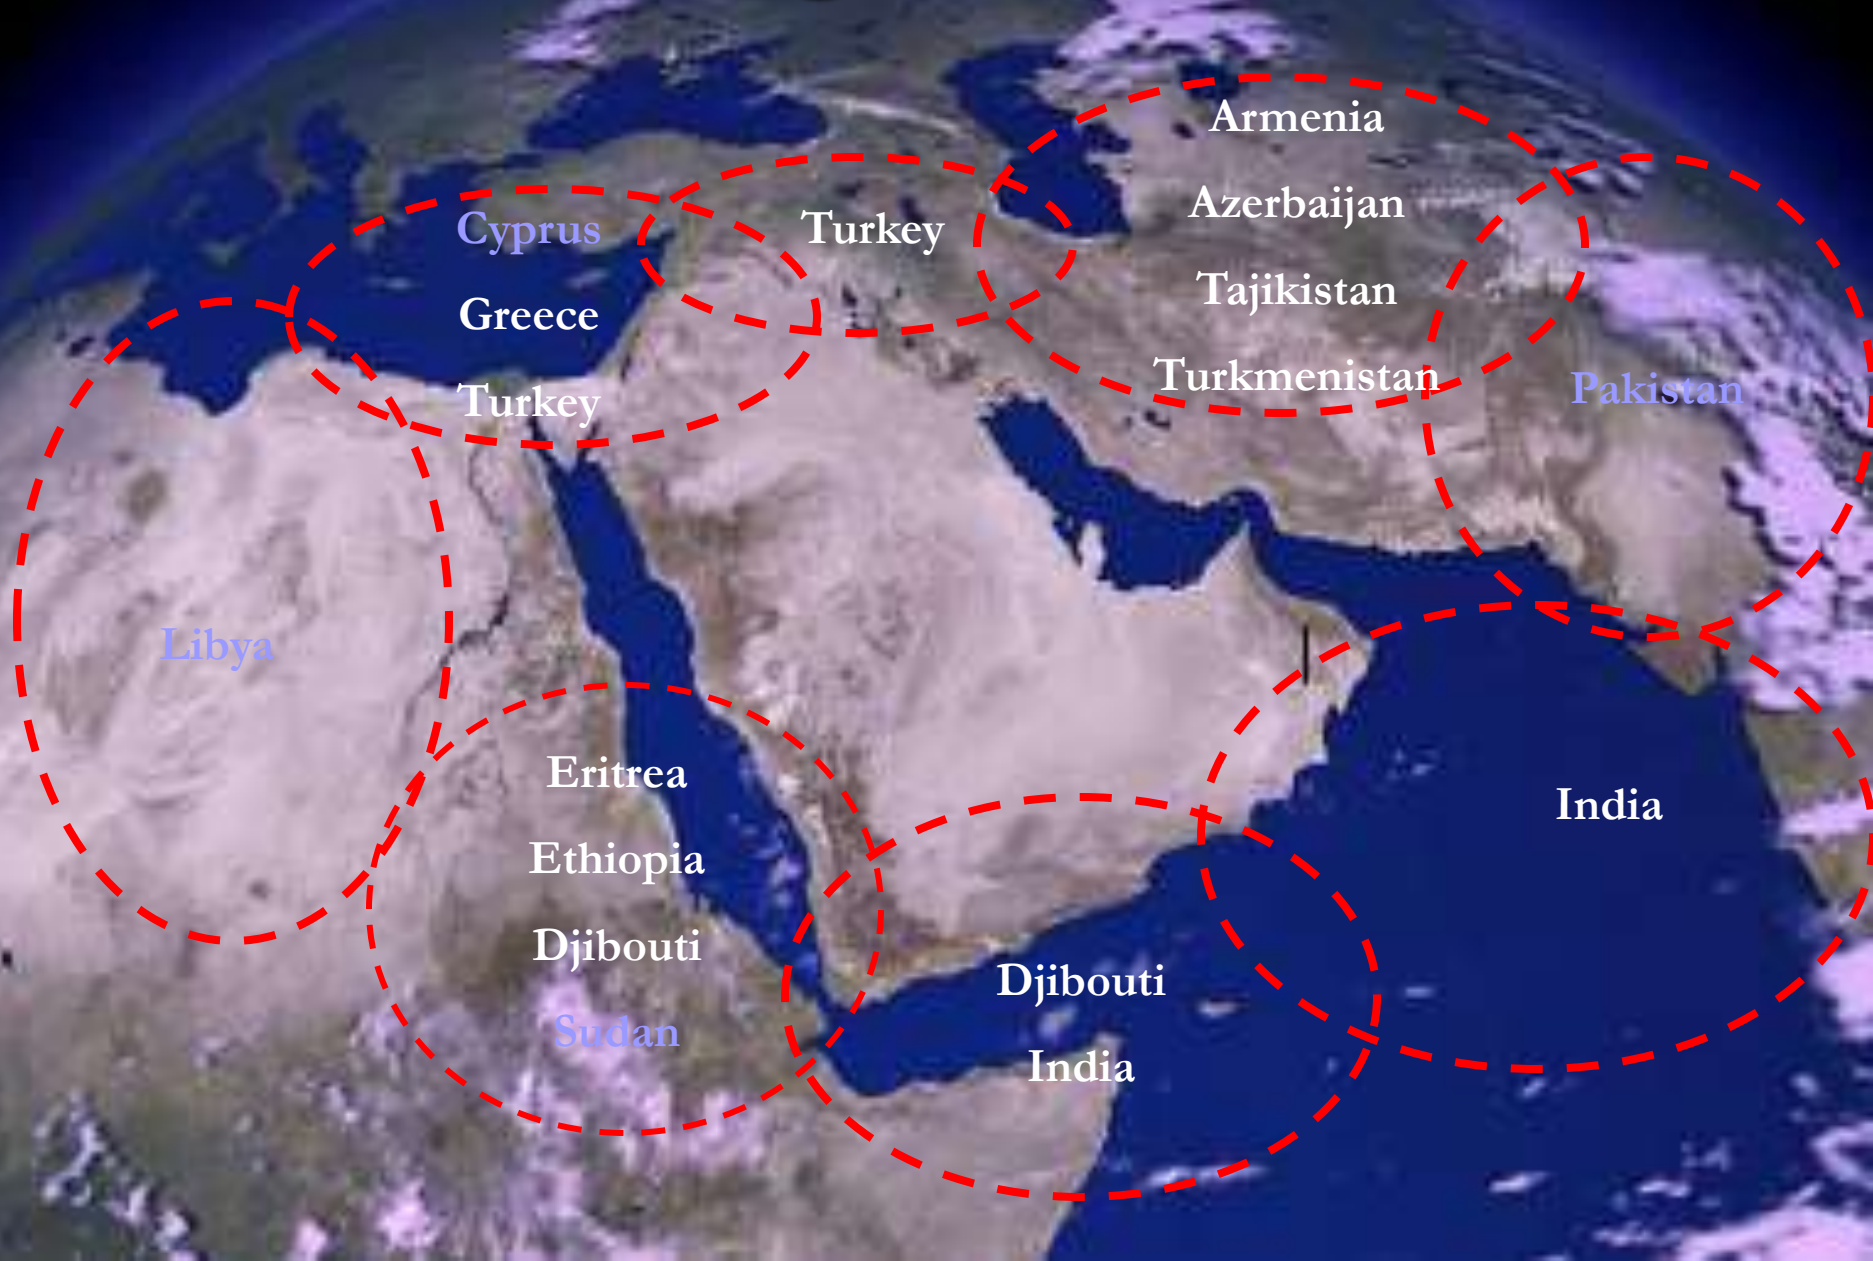 Armenia
Azerbaijan
Tajikistan
Turkmenistan
Cyprus
Greece
Turkey
Turkey
Pakistan
Libya
Eritrea
Ethiopia
Djibouti
Sudan
Djibouti
India
India